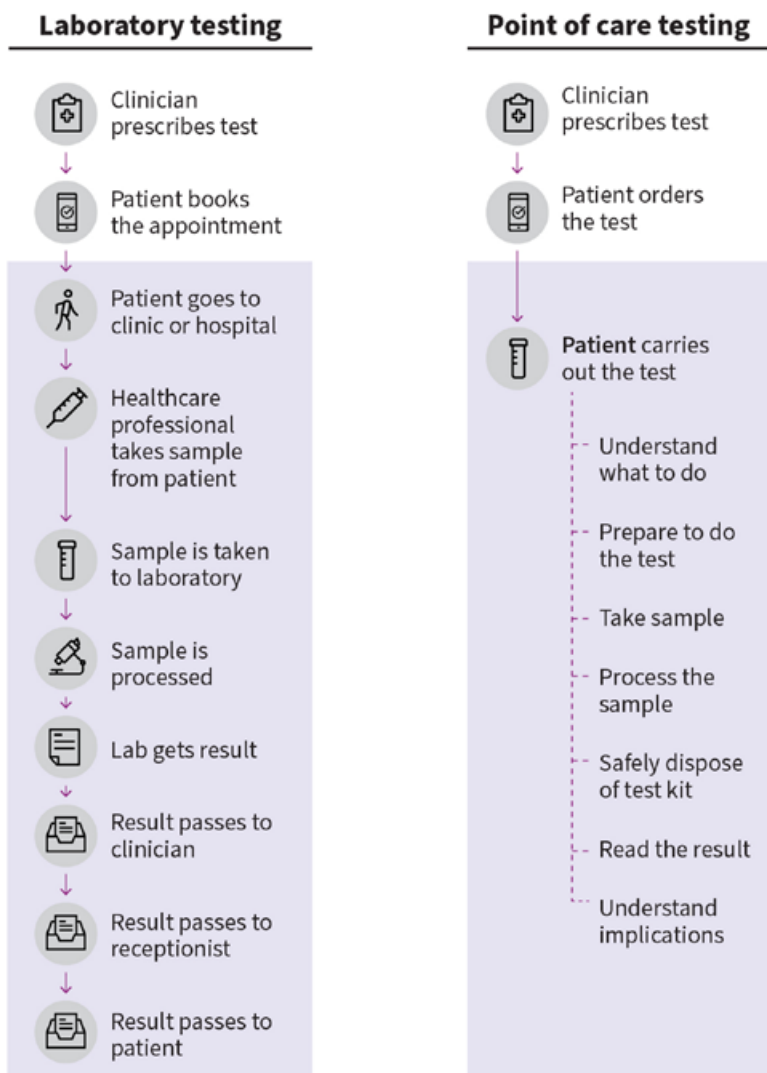 Laboratory testing
Clinician
prescribes test
Patient books
the appointment
Patient goes to
clinic or hospital
Healthcare
professional
takes sample
from patient
Sample is taken
to laboratory
Sample is
processed
Lab gets result
Result passes to
clinician
Result passes to
receptionist
Result passes to
patient
Point of care testing
Clinician
prescribes test
Patient orders
the test
Patient carries
out the test
Understand
what to do
Prepare to do
the test
Take sample
Process the
sample
Safely dispose
of test kit
Read the result
Understand
implications